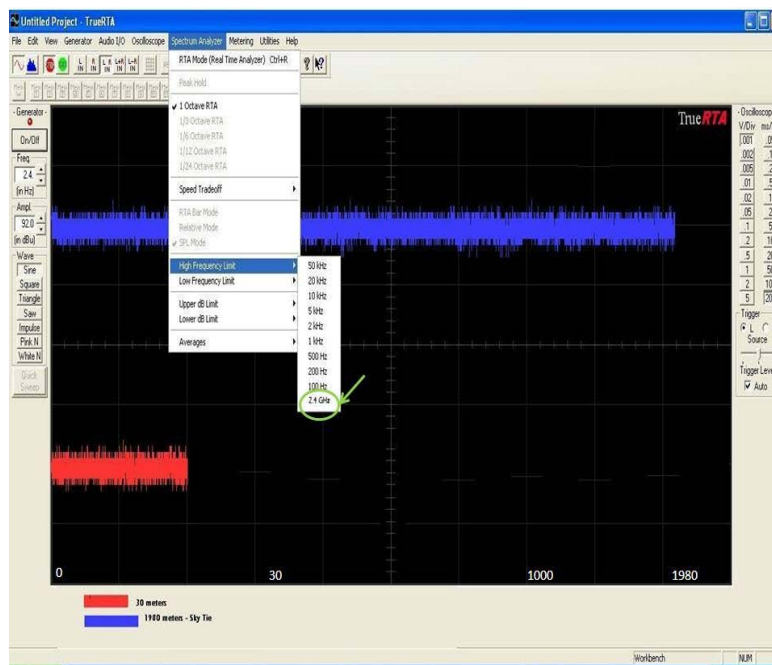 Untitled Project - TrueRTA
File Edit View Generator Audio I/O Oscilloscope Spectrum Analyzer Metering Utilities Help
L IN R IN L R IN L+R IN L-R IN
RTA Mode (Real Time Analyzer) Ctrl+R
Peak Hold
1 Octave RTA
1/3 Octave RTA
1/6 Octave RTA
1/12 Octave RTA
1/24 Octave RTA
Speed Tradeoff
RTA Bar Mode
Relative Mode
SPL Mode
High Frequency Limit
Low Frequency Limit
Upper dB Limit
Lower dB Limit
Averages
50 kHz
20 kHz
10 kHz
5 kHz
2 kHz
1 kHz
500 Hz
200 Hz
100 Hz
2.4 GHz
Generator
On/Off
Freq
(in Hz)
Ampl.
92.0
(in dBu)
Wave
Sine
Square
Triangle
Saw
Impulse
Pink N
White N
Quick
Sweep
TrueRTA
V/Div
.001
.002
.005
.01
.02
.05
.1
.2
.5
1
2
5
Trigger
L
Source
Trigger Leve
Auto
0 30 1000 1980
30 meters
1980 meters - Sky Tie
Workbench NUM